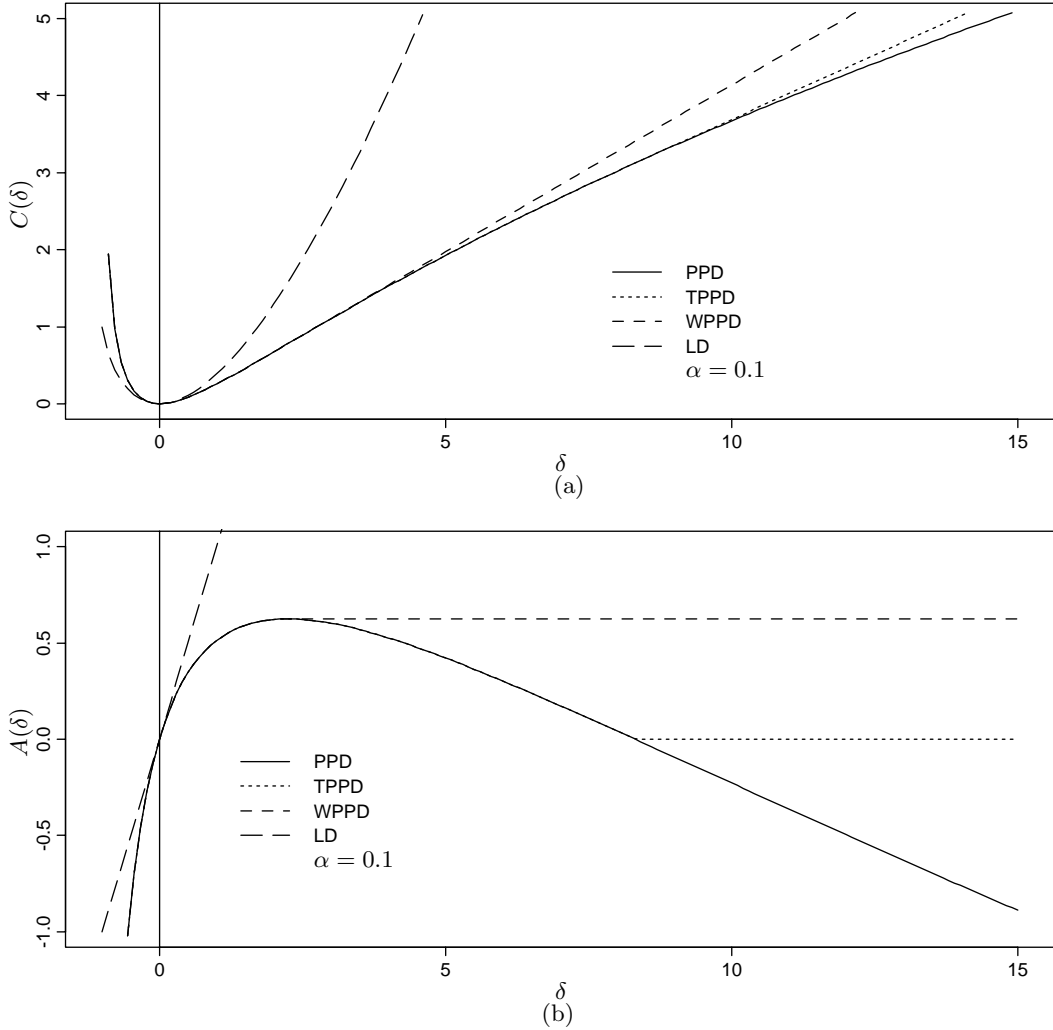 5
4
3
2
1
0
C(δ)
PPD
TPPD
WPPD
LD
α = 0.1
0 5 10 15
δ
(a)
1.0
0.5
0.0
-0.5
-1.0
A(δ)
PPD
TPPD
WPPD
LD
α = 0.1
0 5 10 15
δ
(b)